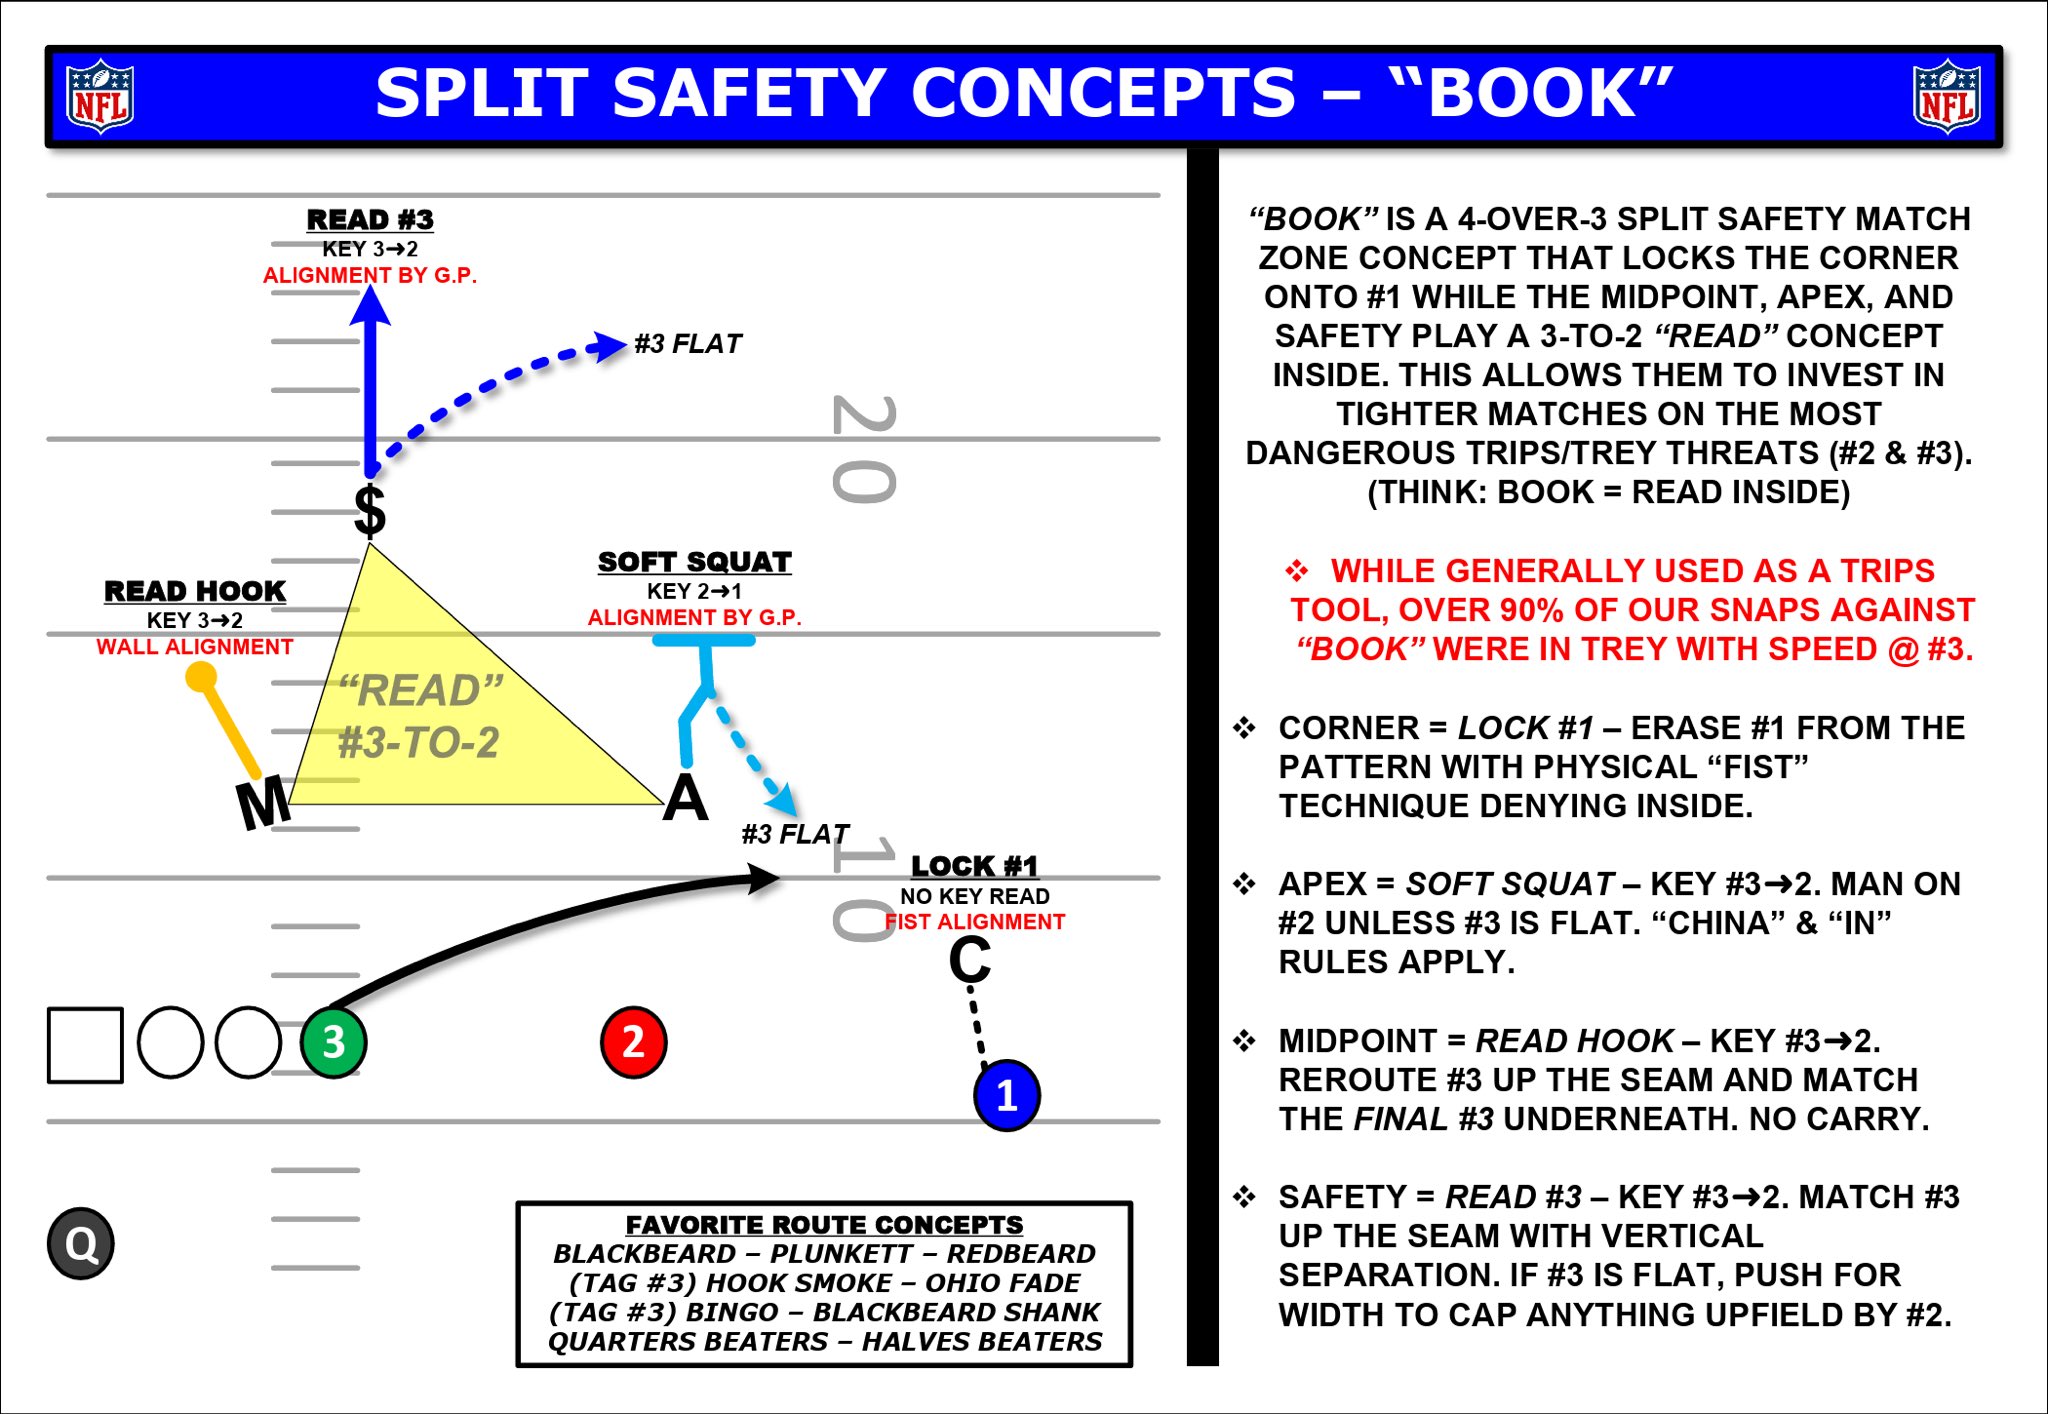 SPLIT SAFETY CONCEPTS – “BOOK”
NFL
NFL
READ #3
KEY 3➔2
ALIGNMENT BY G.P.
#3 FLAT
20
$
SOFT SQUAT
KEY 2➔1
ALIGNMENT BY G.P.
READ HOOK
KEY 3➔2
WALL ALIGNMENT
“READ”
#3-TO-2
M
A
#3 FLAT
10
LOCK #1
NO KEY READ
FIST ALIGNMENT
C
3
2
1
Q
FAVORITE ROUTE CONCEPTS
BLACKBEARD – PLUNKETT – REDBEARD
(TAG #3) HOOK SMOKE – OHIO FADE
(TAG #3) BINGO – BLACKBEARD SHANK
QUARTERS BEATERS – HALVES BEATERS
“BOOK” IS A 4-OVER-3 SPLIT SAFETY MATCH
ZONE CONCEPT THAT LOCKS THE CORNER
ONTO #1 WHILE THE MIDPOINT, APEX, AND
SAFETY PLAY A 3-TO-2 “READ” CONCEPT
INSIDE. THIS ALLOWS THEM TO INVEST IN
TIGHTER MATCHES ON THE MOST
DANGEROUS TRIPS/TREY THREATS (#2 & #3).
(THINK: BOOK = READ INSIDE)
❖ WHILE GENERALLY USED AS A TRIPS
TOOL, OVER 90% OF OUR SNAPS AGAINST
“BOOK” WERE IN TREY WITH SPEED @ #3.
❖ CORNER = LOCK #1 – ERASE #1 FROM THE
PATTERN WITH PHYSICAL “FIST”
TECHNIQUE DENYING INSIDE.
❖ APEX = SOFT SQUAT – KEY #3➔2. MAN ON
#2 UNLESS #3 IS FLAT. “CHINA” & “IN”
RULES APPLY.
❖ MIDPOINT = READ HOOK – KEY #3➔2.
REROUTE #3 UP THE SEAM AND MATCH
THE FINAL #3 UNDERNEATH. NO CARRY.
❖ SAFETY = READ #3 – KEY #3➔2. MATCH #3
UP THE SEAM WITH VERTICAL
SEPARATION. IF #3 IS FLAT, PUSH FOR
WIDTH TO CAP ANYTHING UPFIELD BY #2.